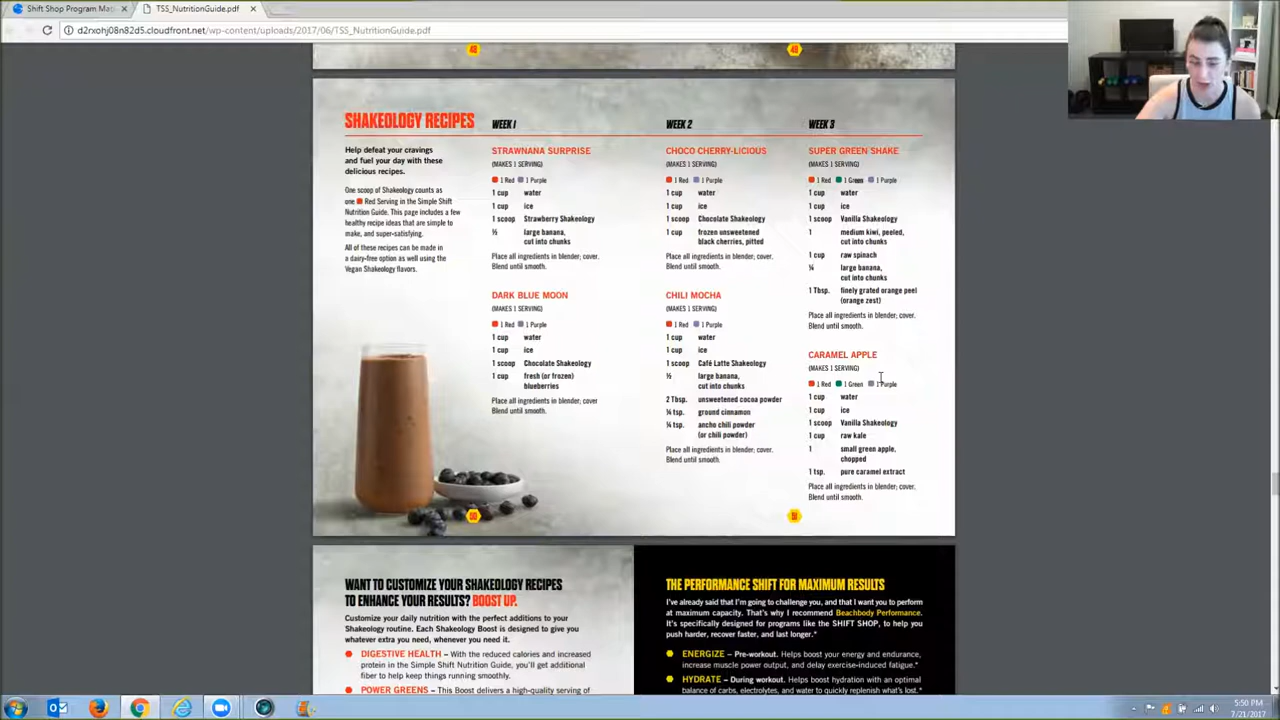 Shift Shop Program Mat
TSS_NutritionGuide.pdf
d2rxohj08n82d5.cloudfront.net/wp-content/uploads/2017/06/TSS_NutritionGuide.pdf
48
49
SHAKEOLOGY RECIPES
Help defeat your cravings
and fuel your day with these
delicious recipes.
One scoop of Shakeology counts as
one Red Serving in the Simple Shift
Nutrition Guide. This page includes a few
healthy recipe ideas that are simple to
make, and super-satisfying.
All of these recipes can be made in
a dairy-free option as well using the
Vegan Shakeology flavors.
WEEK 1
STRAWNANA SURPRISE
(MAKES 1 SERVING)
1 Red 1 Purple
1 cup water
1 cup ice
1 scoop Strawberry Shakeology
½ large banana,
cut into chunks
Place all ingredients in blender; cover.
Blend until smooth.
DARK BLUE MOON
(MAKES 1 SERVING)
1 Red 1 Purple
1 cup water
1 cup ice
1 scoop Chocolate Shakeology
1 cup fresh (or frozen)
blueberries
Place all ingredients in blender; cover.
Blend until smooth.
50
WEEK 2
CHOCO CHERRY-LICIOUS
(MAKES 1 SERVING)
1 Red 1 Purple
1 cup water
1 cup ice
1 scoop Chocolate Shakeology
1 cup frozen unsweetened
black cherries, pitted
Place all ingredients in blender; cover.
Blend until smooth.
CHILI MOCHA
(MAKES 1 SERVING)
1 Red 1 Purple
1 cup water
1 cup ice
1 scoop Café Latte Shakeology
½ large banana,
cut into chunks
2 Tbsp. unsweetened cocoa powder
¼ tsp. ground cinnamon
¼ tsp. ancho chili powder
(or chili powder)
Place all ingredients in blender; cover.
Blend until smooth.
WEEK 3
SUPER GREEN SHAKE
(MAKES 1 SERVING)
1 Red 1 Green 1 Purple
1 cup water
1 cup ice
1 scoop Vanilla Shakeology
1 medium kiwi, peeled,
cut into chunks
1 cup raw spinach
¼ large banana,
cut into chunks
1 Tbsp. finely grated orange peel
(orange zest)
Place all ingredients in blender; cover.
Blend until smooth.
CARAMEL APPLE
(MAKES 1 SERVING)
1 Red 1 Green 1 Purple
1 cup water
1 cup ice
1 scoop Vanilla Shakeology
1 cup raw kale
1 small green apple,
chopped
1 tsp. pure caramel extract
Place all ingredients in blender; cover.
Blend until smooth.
51
WANT TO CUSTOMIZE YOUR SHAKEOLOGY RECIPES
TO ENHANCE YOUR RESULTS? BOOST UP.
Customize your daily nutrition with the perfect additions to your
Shakeology routine. Each Shakeology Boost is designed to give you
whatever extra you need, whenever you need it.
DIGESTIVE HEALTH – With the reduced calories and increased
protein in the Simple Shift Nutrition Guide, you'll get additional
fiber to help keep things running smoothly.
POWER GREENS – This Boost delivers a high-quality serving of
THE PERFORMANCE SHIFT FOR MAXIMUM RESULTS
I've already said that I'm going to challenge you, and that I want you to perform
at maximum capacity. That's why I recommend Beachbody Performance.
It's specifically designed for programs like the SHIFT SHOP, to help you
push harder, recover faster, and last longer.*
ENERGIZE – Pre-workout. Helps boost your energy and endurance,
increase muscle power output, and delay exercise-induced fatigue.*
HYDRATE – During workout. Helps boost hydration with an optimal
balance of carbs, electrolytes, and water to quickly replenish what's lost.*
5:50 PM
7/21/2017